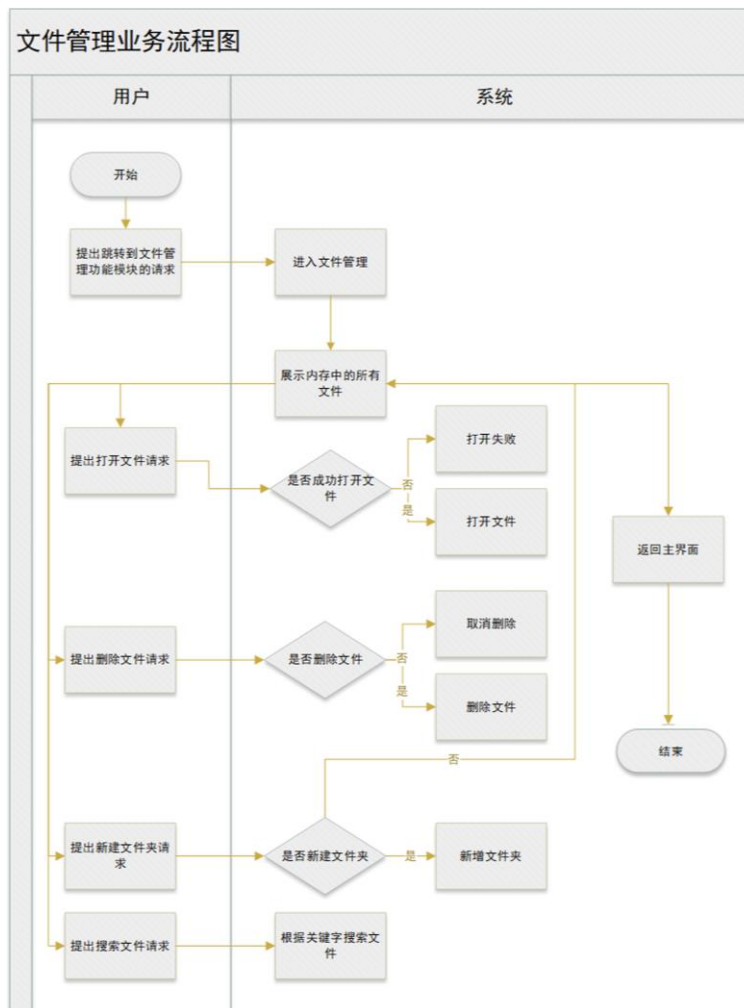 文件管理业务流程图
用户
系统
开始
提出跳转到文件管
理功能模块的请求
进入文件管理
展示内存中的所有
文件
提出打开文件请求
是否成功打开文
件
否
是
打开失败
打开文件
返回主界面
提出删除文件请求
是否删除文件
否
是
取消删除
删除文件
结束
否
提出新建文件夹请
求
是否新建文件夹
是
新增文件夹
提出搜索文件请求
根据关键字搜索文
件